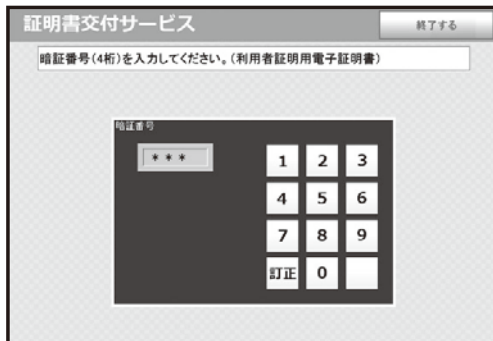 証明書交付サービス
終了する
暗証番号(4桁)を入力してください。(利用者証明用電子証明書)
暗証番号
***
1 2 3
4 5 6
7 8 9
訂正 0